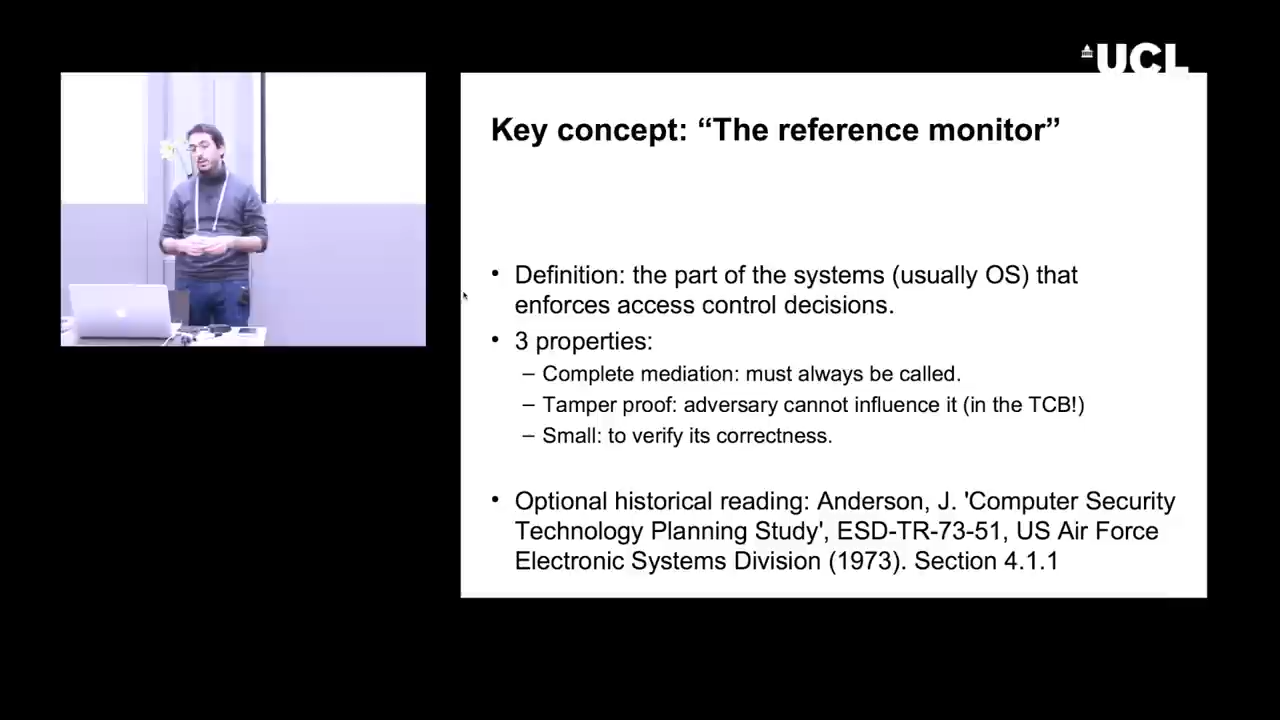 UCL
Key concept: “The reference monitor”
• Definition: the part of the systems (usually OS) that
enforces access control decisions.
• 3 properties:
– Complete mediation: must always be called.
– Tamper proof: adversary cannot influence it (in the TCB!)
– Small: to verify its correctness.
• Optional historical reading: Anderson, J. 'Computer Security
Technology Planning Study', ESD-TR-73-51, US Air Force
Electronic Systems Division (1973). Section 4.1.1